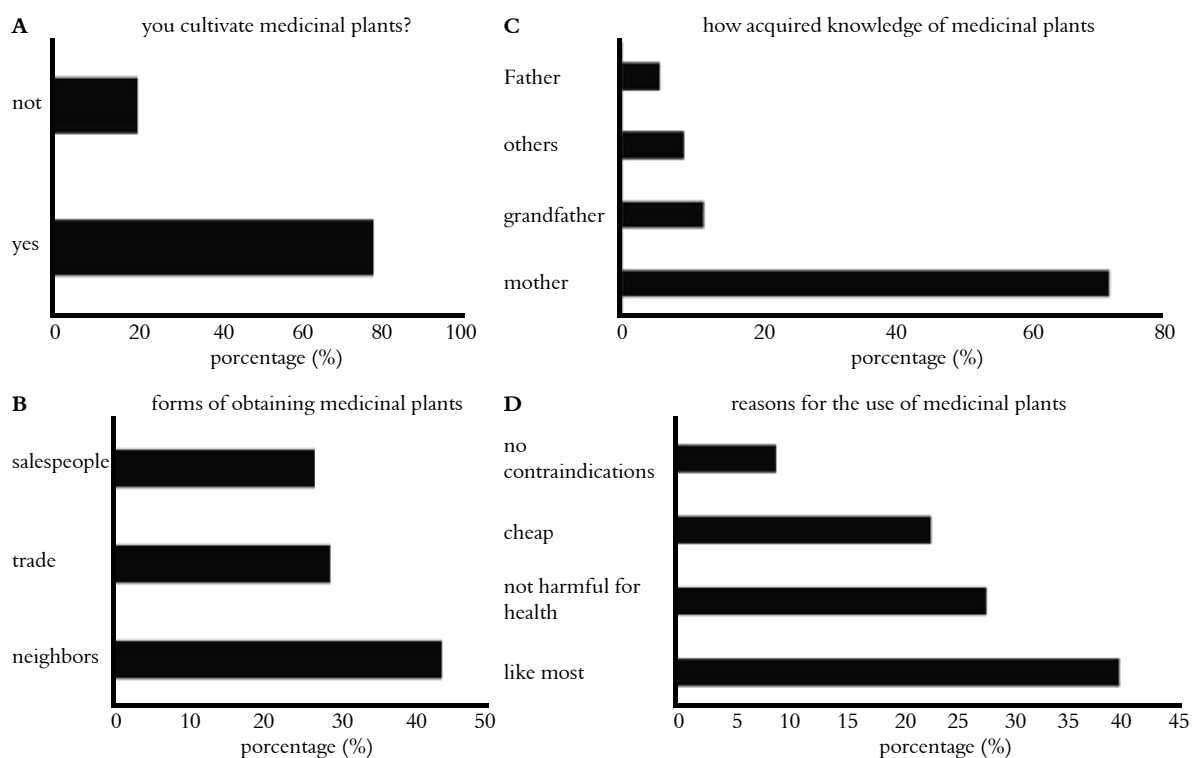 A
you cultivate medicinal plants?
not
yes
0 20 40 60 80 100
porcentage (%)
B
forms of obtaining medicinal plants
salespeople
trade
neighbors
0 10 20 30 40 50
porcentage (%)
C
how acquired knowledge of medicinal plants
Father
others
grandfather
mother
0 20 40 60 80
porcentage (%)
D
reasons for the use of medicinal plants
no
contraindications
cheap
not harmful for
health
like most
0 5 10 15 20 25 30 35 40 45
porcentage (%)